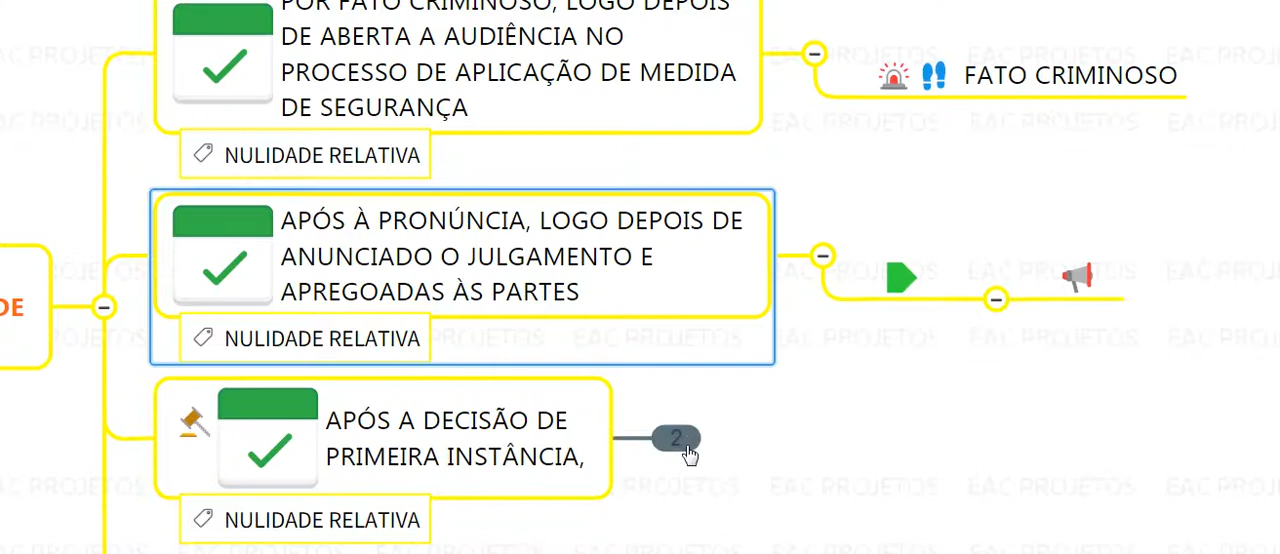 POR FATO CRIMINOSO, LOGO DEPOIS
DE ABERTA A AUDIÊNCIA NO
PROCESSO DE APLICAÇÃO DE MEDIDA
DE SEGURANÇA
FATO CRIMINOSO
NULIDADE RELATIVA
APÓS À PRONÚNCIA, LOGO DEPOIS DE
ANUNCIADO O JULGAMENTO E
APREGOADAS ÀS PARTES
NULIDADE RELATIVA
DE
APÓS A DECISÃO DE
PRIMEIRA INSTÂNCIA,
2
NULIDADE RELATIVA
EAC PROJETOS